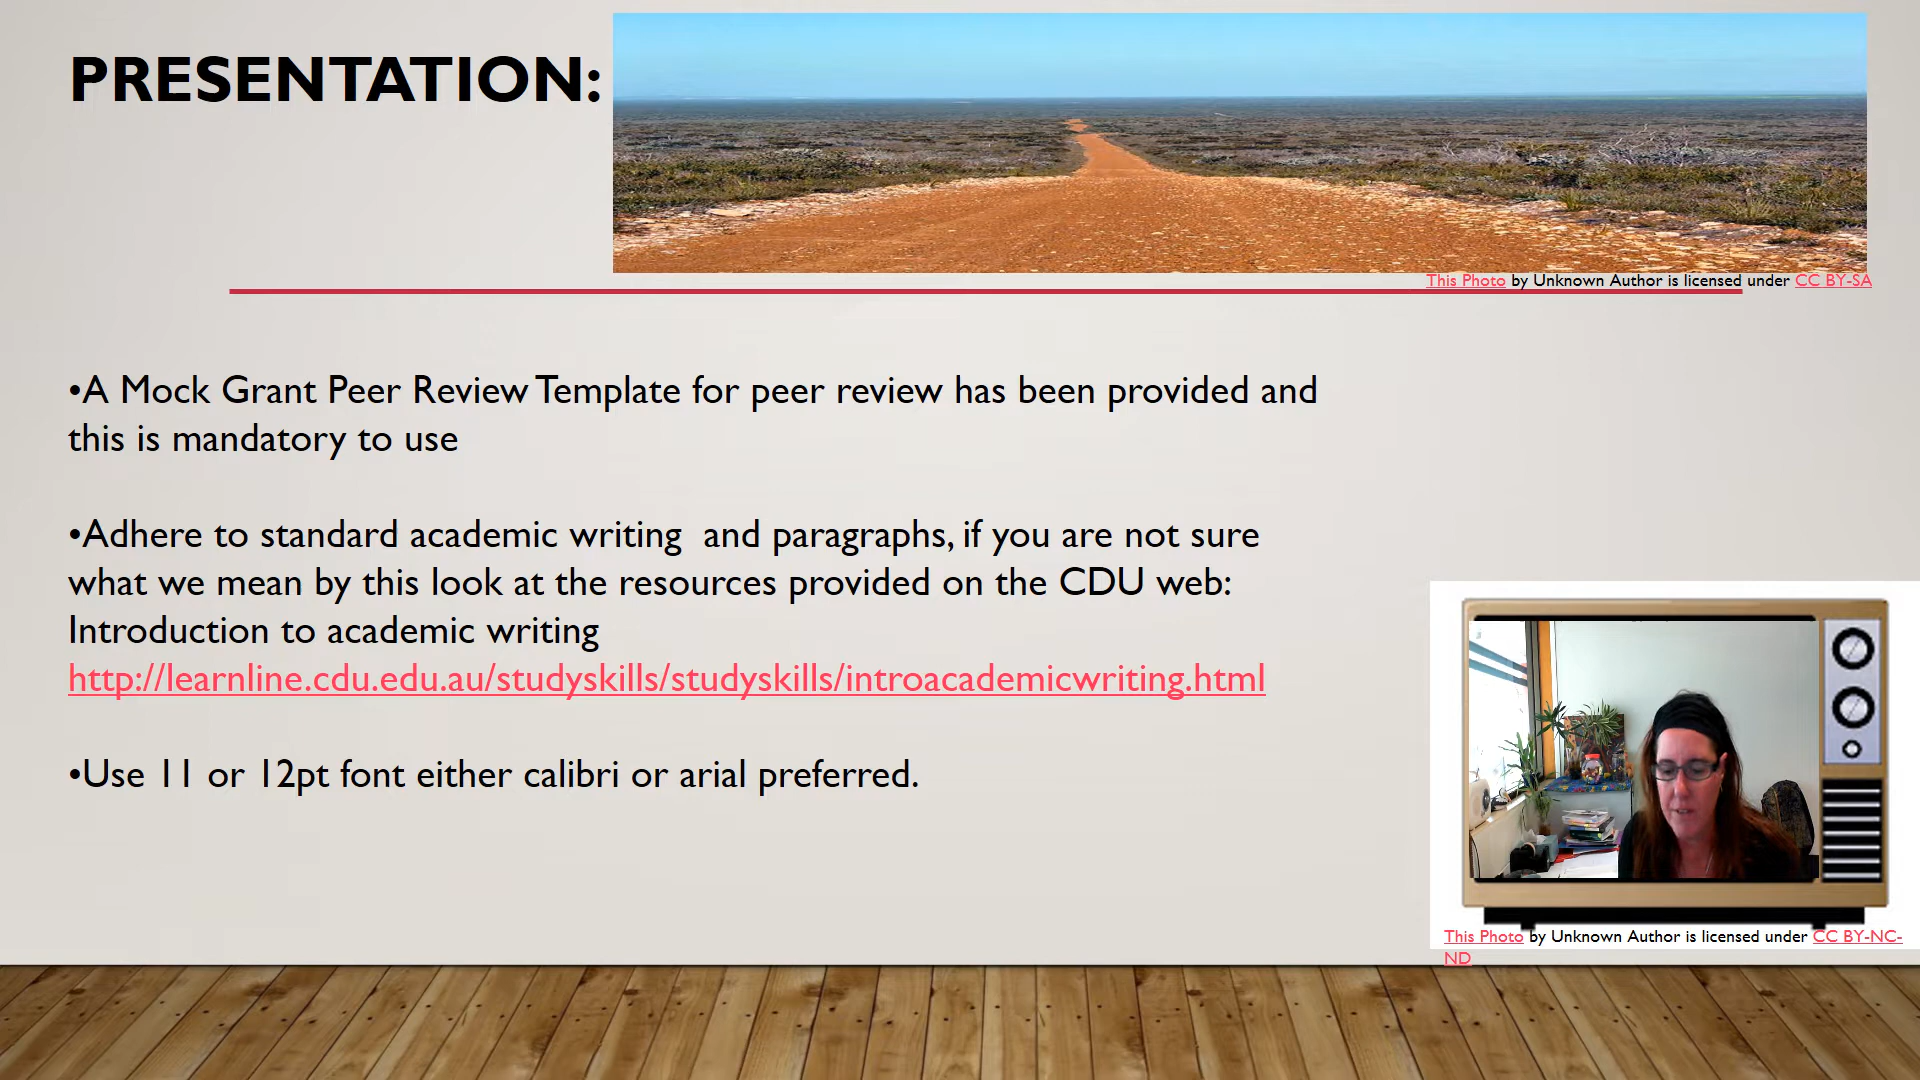 PRESENTATION:
This Photo by Unknown Author is licensed under CC BY-SA
•A Mock Grant Peer Review Template for peer review has been provided and
this is mandatory to use
•Adhere to standard academic writing  and paragraphs, if you are not sure
what we mean by this look at the resources provided on the CDU web:
Introduction to academic writing
http://learnline.cdu.edu.au/studyskills/studyskills/introacademicwriting.html
•Use 11 or 12pt font either calibri or arial preferred.
This Photo by Unknown Author is licensed under CC BY-NC-
ND